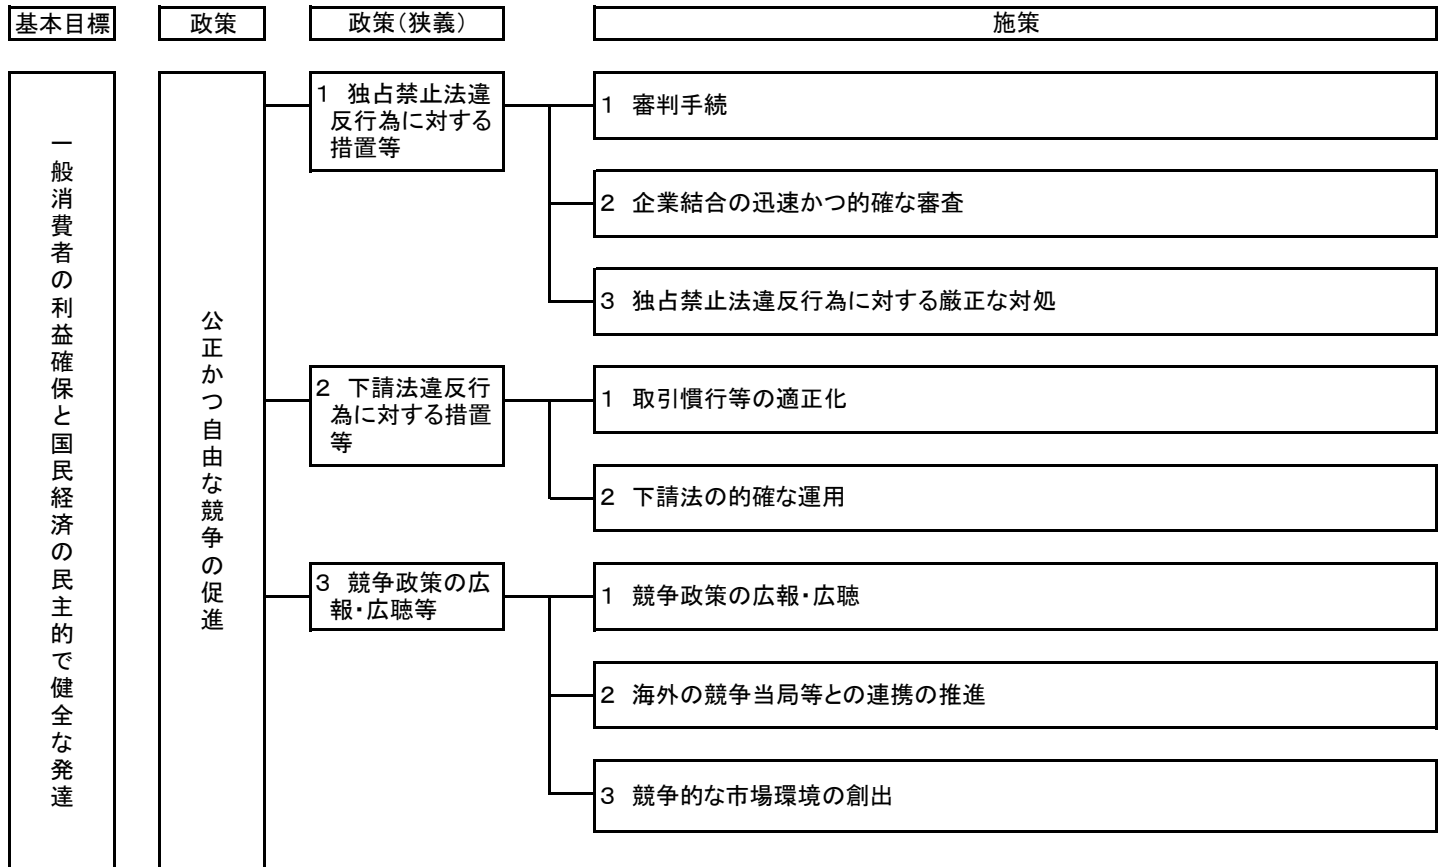 基本目標
政策
政策(狭義)
施策
一般消費者の利益確保と国民経済の民主的で健全な発達
公正かつ自由な競争の促進
1 独占禁止法違
反行為に対する
措置等
1 審判手続
2 企業結合の迅速かつ的確な審査
3 独占禁止法違反行為に対する厳正な対処
2 下請法違反行
為に対する措置
等
1 取引慣行等の適正化
2 下請法の的確な運用
3 競争政策の広
報・広聴等
1 競争政策の広報・広聴
2 海外の競争当局等との連携の推進
3 競争的な市場環境の創出